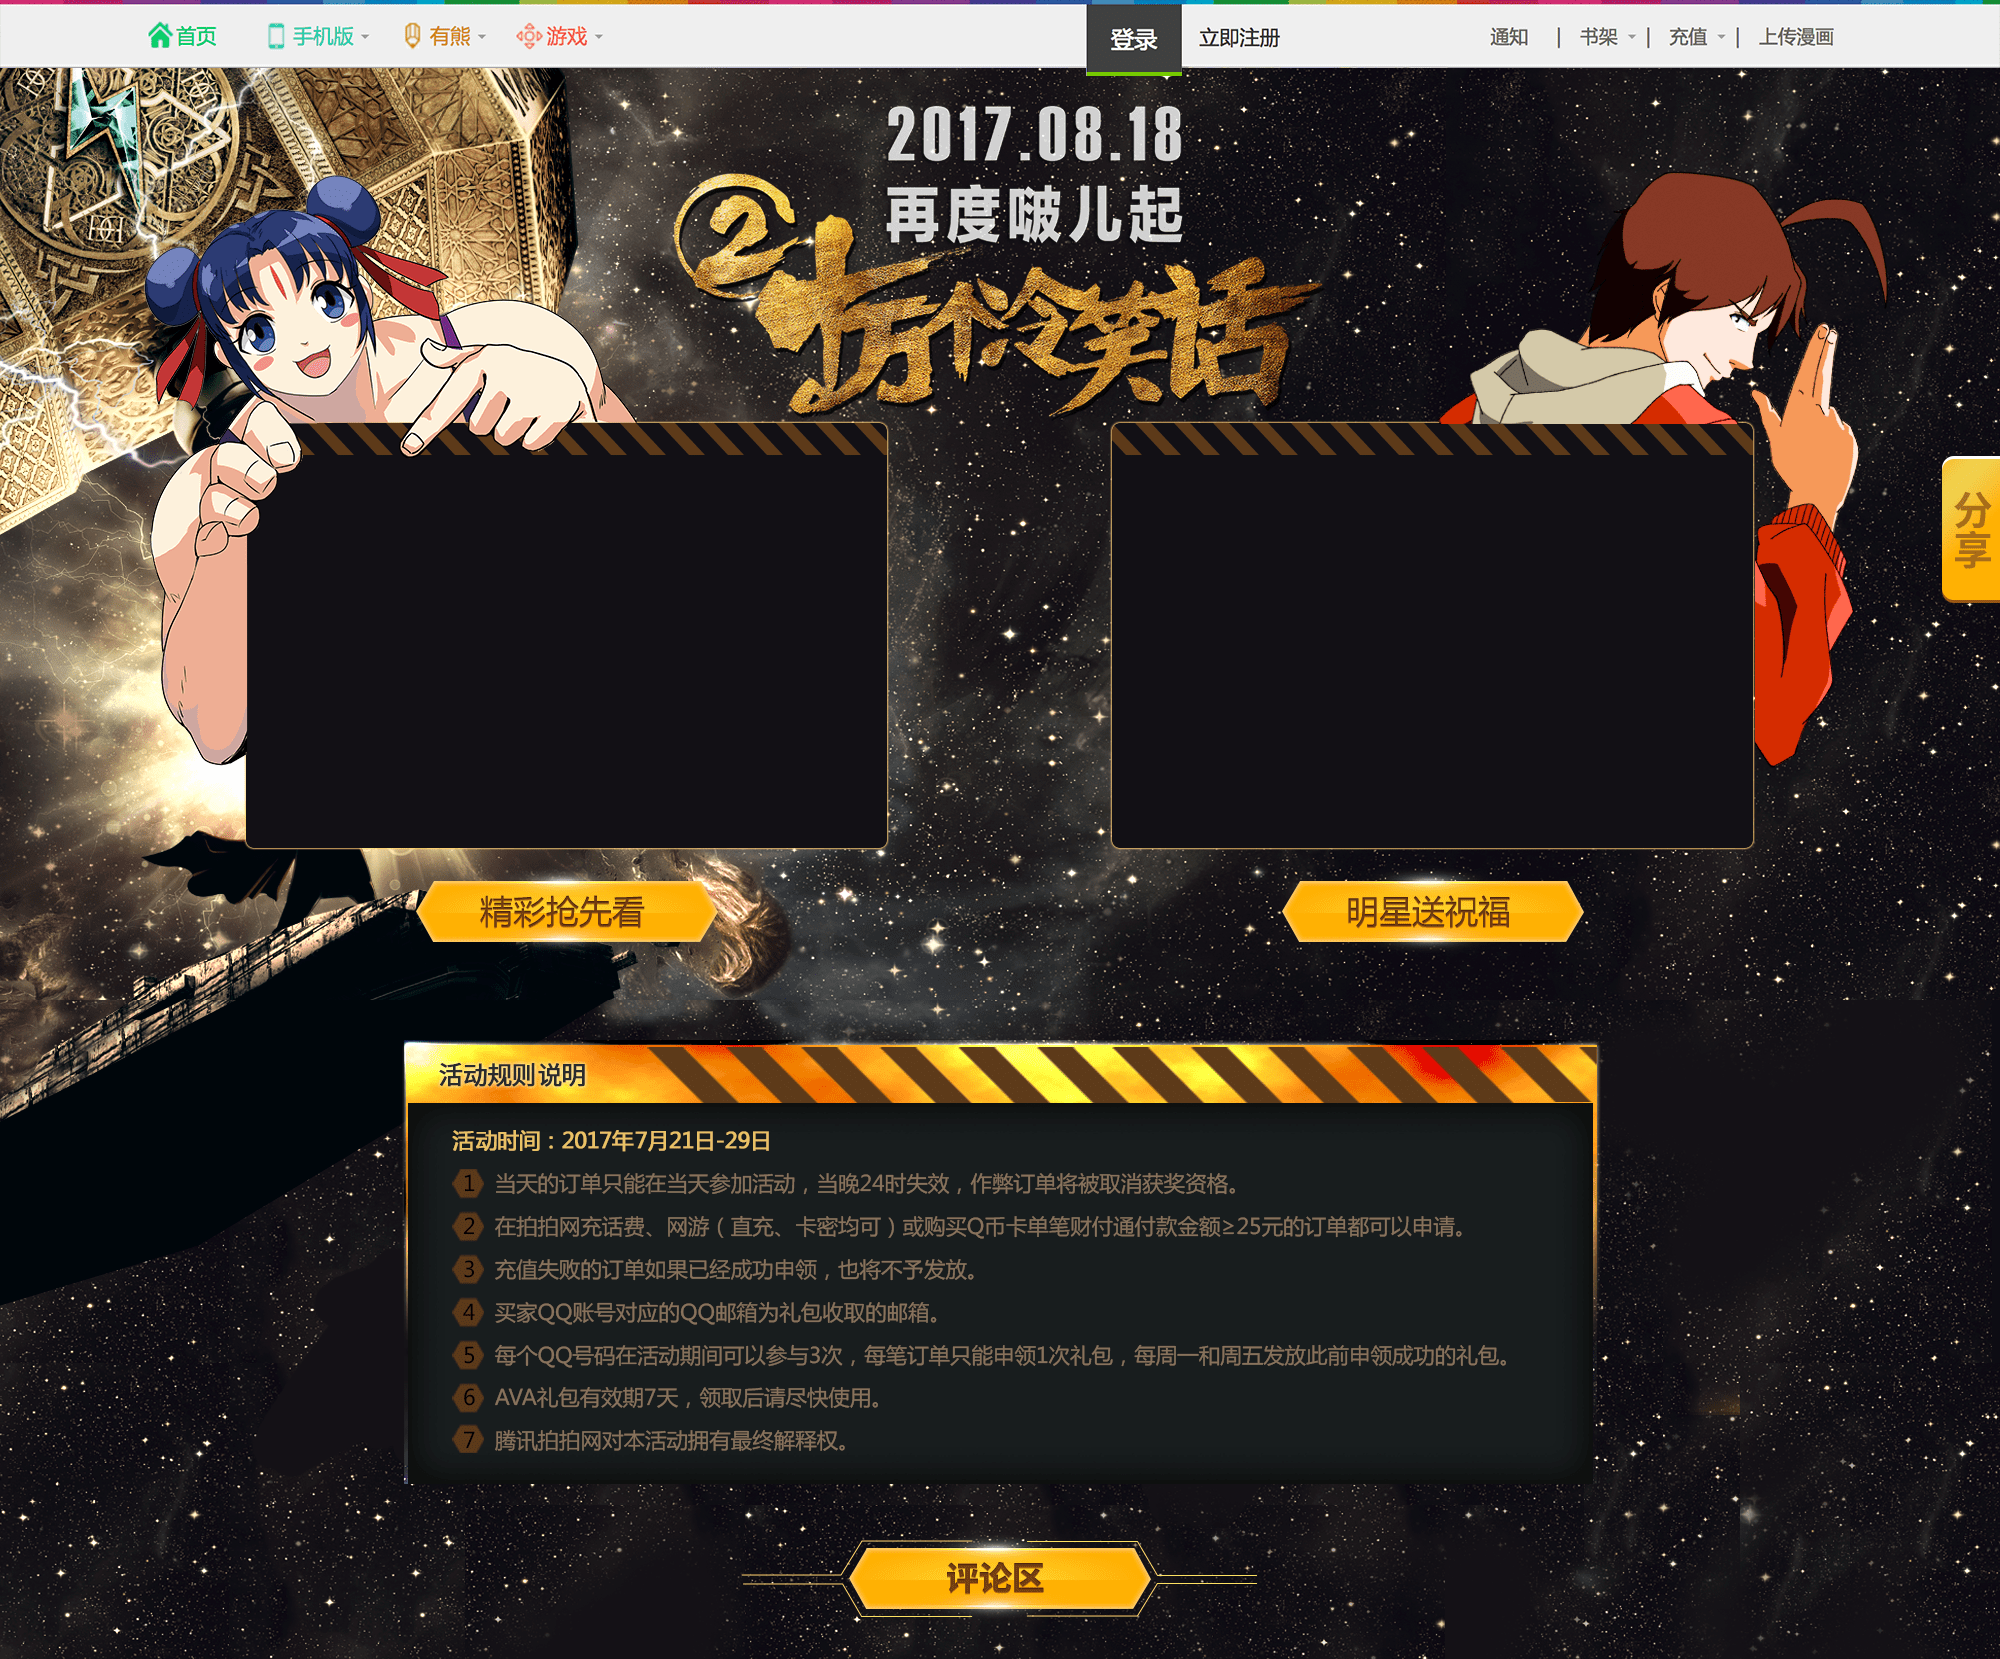 首页 手机版 有熊 游戏 登录 立即注册 通知 | 书架 | 充值 | 上传漫画
2017.08.18
再度啵儿起
2
十万个冷笑话
分享
精彩抢先看
明星送祝福
活动规则说明
活动时间：2017年7月21日-29日
1 当天的订单只能在当天参加活动，当晚24时失效，作弊订单将被取消获奖资格。
2 在拍拍网充话费、网游（直充、卡密均可）或购买Q币卡单笔财付通付款金额≥25元的订单都可以申请。
3 充值失败的订单如果已经成功申领，也将不予发放。
4 买家QQ账号对应的QQ邮箱为礼包收取的邮箱。
5 每个QQ号码在活动期间可以参与3次，每笔订单只能申领1次礼包，每周一和周五发放此前申领成功的礼包。
6 AVA礼包有效期7天，领取后请尽快使用。
7 腾讯拍拍网对本活动拥有最终解释权。
评论区